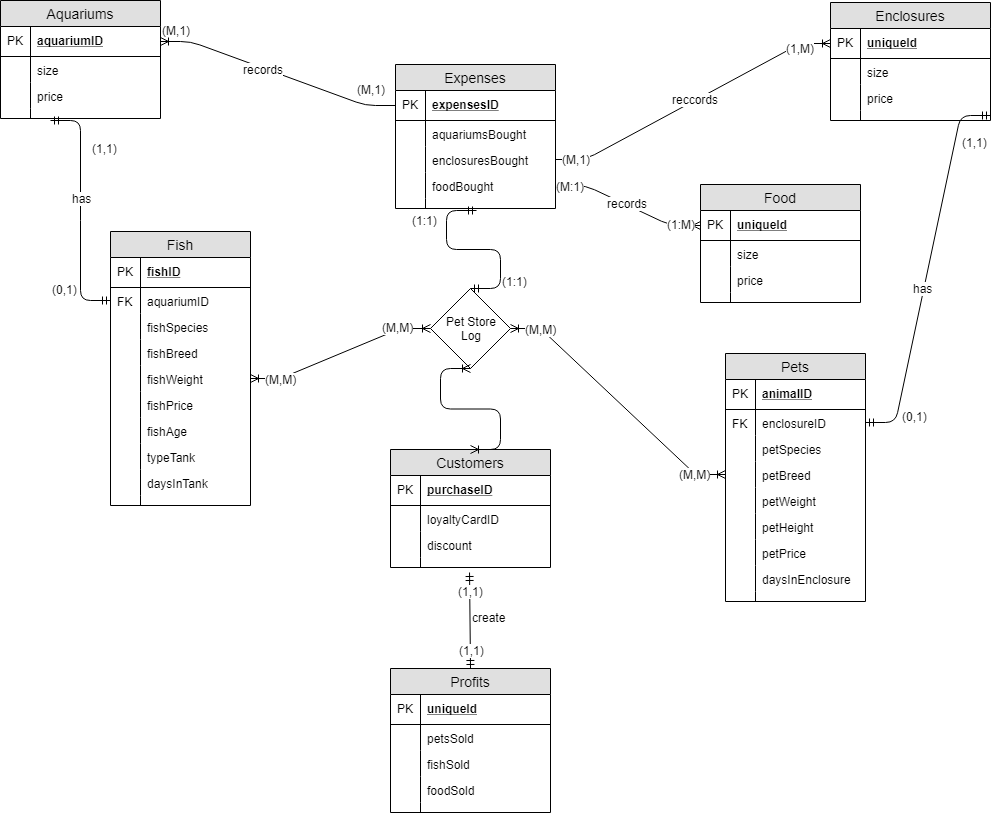 Aquariums
PK aquariumID
size
price
(M,1)
records
(M,1)
(1,1)
has
(0,1)
Expenses
PK expensesID
aquariumsBought
enclosuresBought
foodBought
(M,1)
reccords
(1,M)
(M:1)
records
(1:M)
(1:1)
(1:1)
Enclosures
PK uniqueId
size
price
(1,1)
has
(0,1)
Food
PK uniqueId
size
price
Fish
PK fishID
FK aquariumID
fishSpecies
fishBreed
fishWeight
fishPrice
fishAge
typeTank
daysInTank
(M,M)
(M,M)
Pet Store
Log
(M,M)
(M,M)
Pets
PK animalID
FK enclosureID
petSpecies
petBreed
petWeight
petHeight
petPrice
daysInEnclosure
Customers
PK purchaseID
loyaltyCardID
discount
(1,1)
create
(1,1)
Profits
PK uniqueId
petsSold
fishSold
foodSold